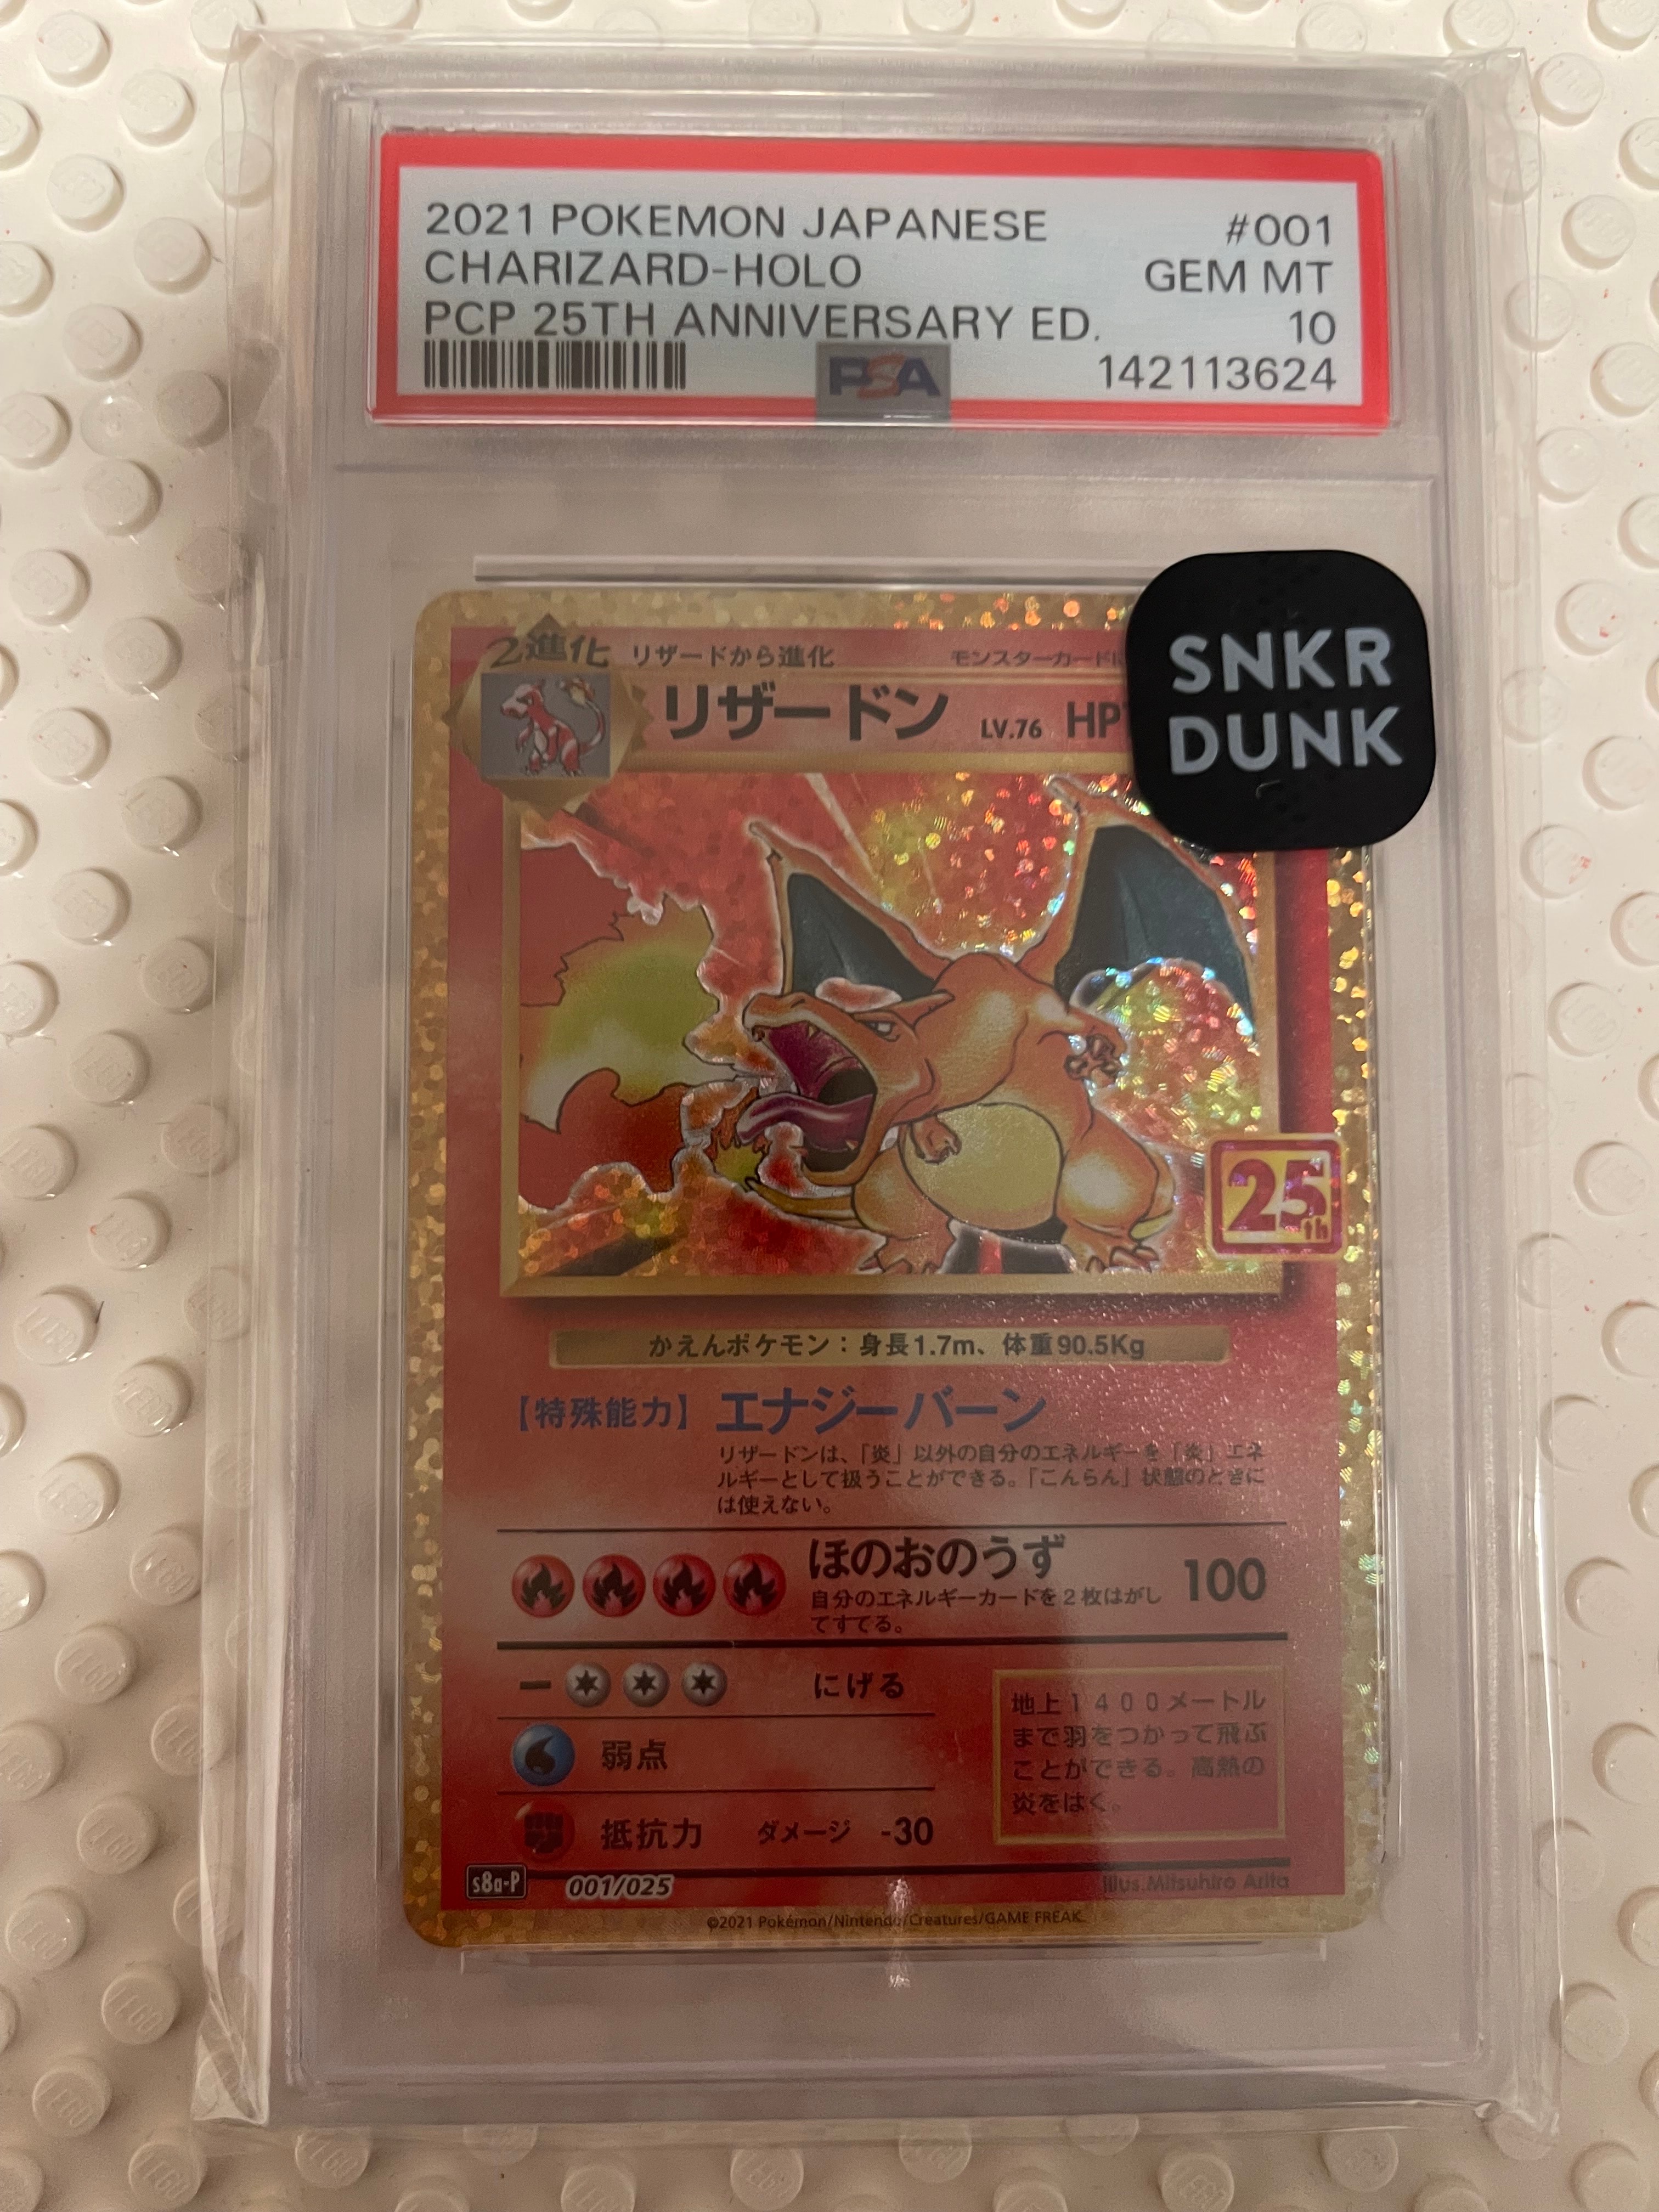 2021 POKEMON JAPANESE #001
CHARIZARD-HOLO GEM MT
PCP 25TH ANNIVERSARY ED. 10
PSA 142113624
SNKR
DUNK
2進化 リザードから進化 モンスターカードに
リザードン LV.76 HP
25th
かえんポケモン：身長1.7m、体重90.5Kg
【特殊能力】エナジーバーン
リザードンは、「炎」以外の自分のエネルギーを「炎」エネ
ルギーとして扱うことができる。「こんらん」状態のときに
は使えない。
ほのおのうず 100
自分のエネルギーカードを２枚はがし
てすてる。
にげる
弱点
抵抗力 ダメージ -30
地上１４００メートル
まで羽をつかって飛ぶ
ことができる。高熱の
炎をはく。
s8a-P 001/025 Illus.Mitsuhiro Arita
©2021 Pokémon/Nintendo/Creatures/GAME FREAK.
LEGO